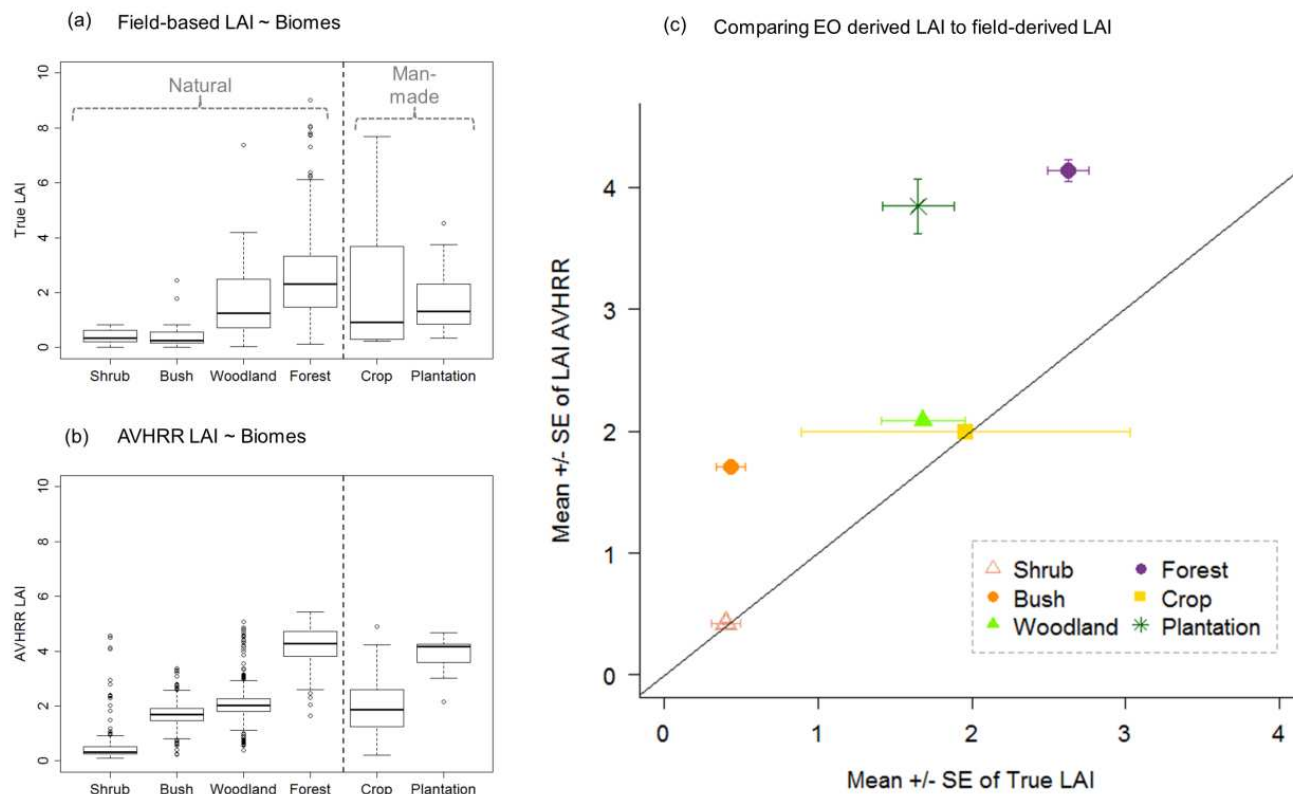 (a) Field-based LAI ~ Biomes
True LAI
10
8
6
4
2
0
Natural
Man-
made
Shrub Bush Woodland Forest Crop Plantation
(b) AVHRR LAI ~ Biomes
AVHRR LAI
10
8
6
4
2
0
Shrub Bush Woodland Forest Crop Plantation
(c) Comparing EO derived LAI to field-derived LAI
Mean +/- SE of LAI AVHRR
4
3
2
1
0
Shrub Forest
Bush Crop
Woodland Plantation
0 1 2 3 4
Mean +/- SE of True LAI